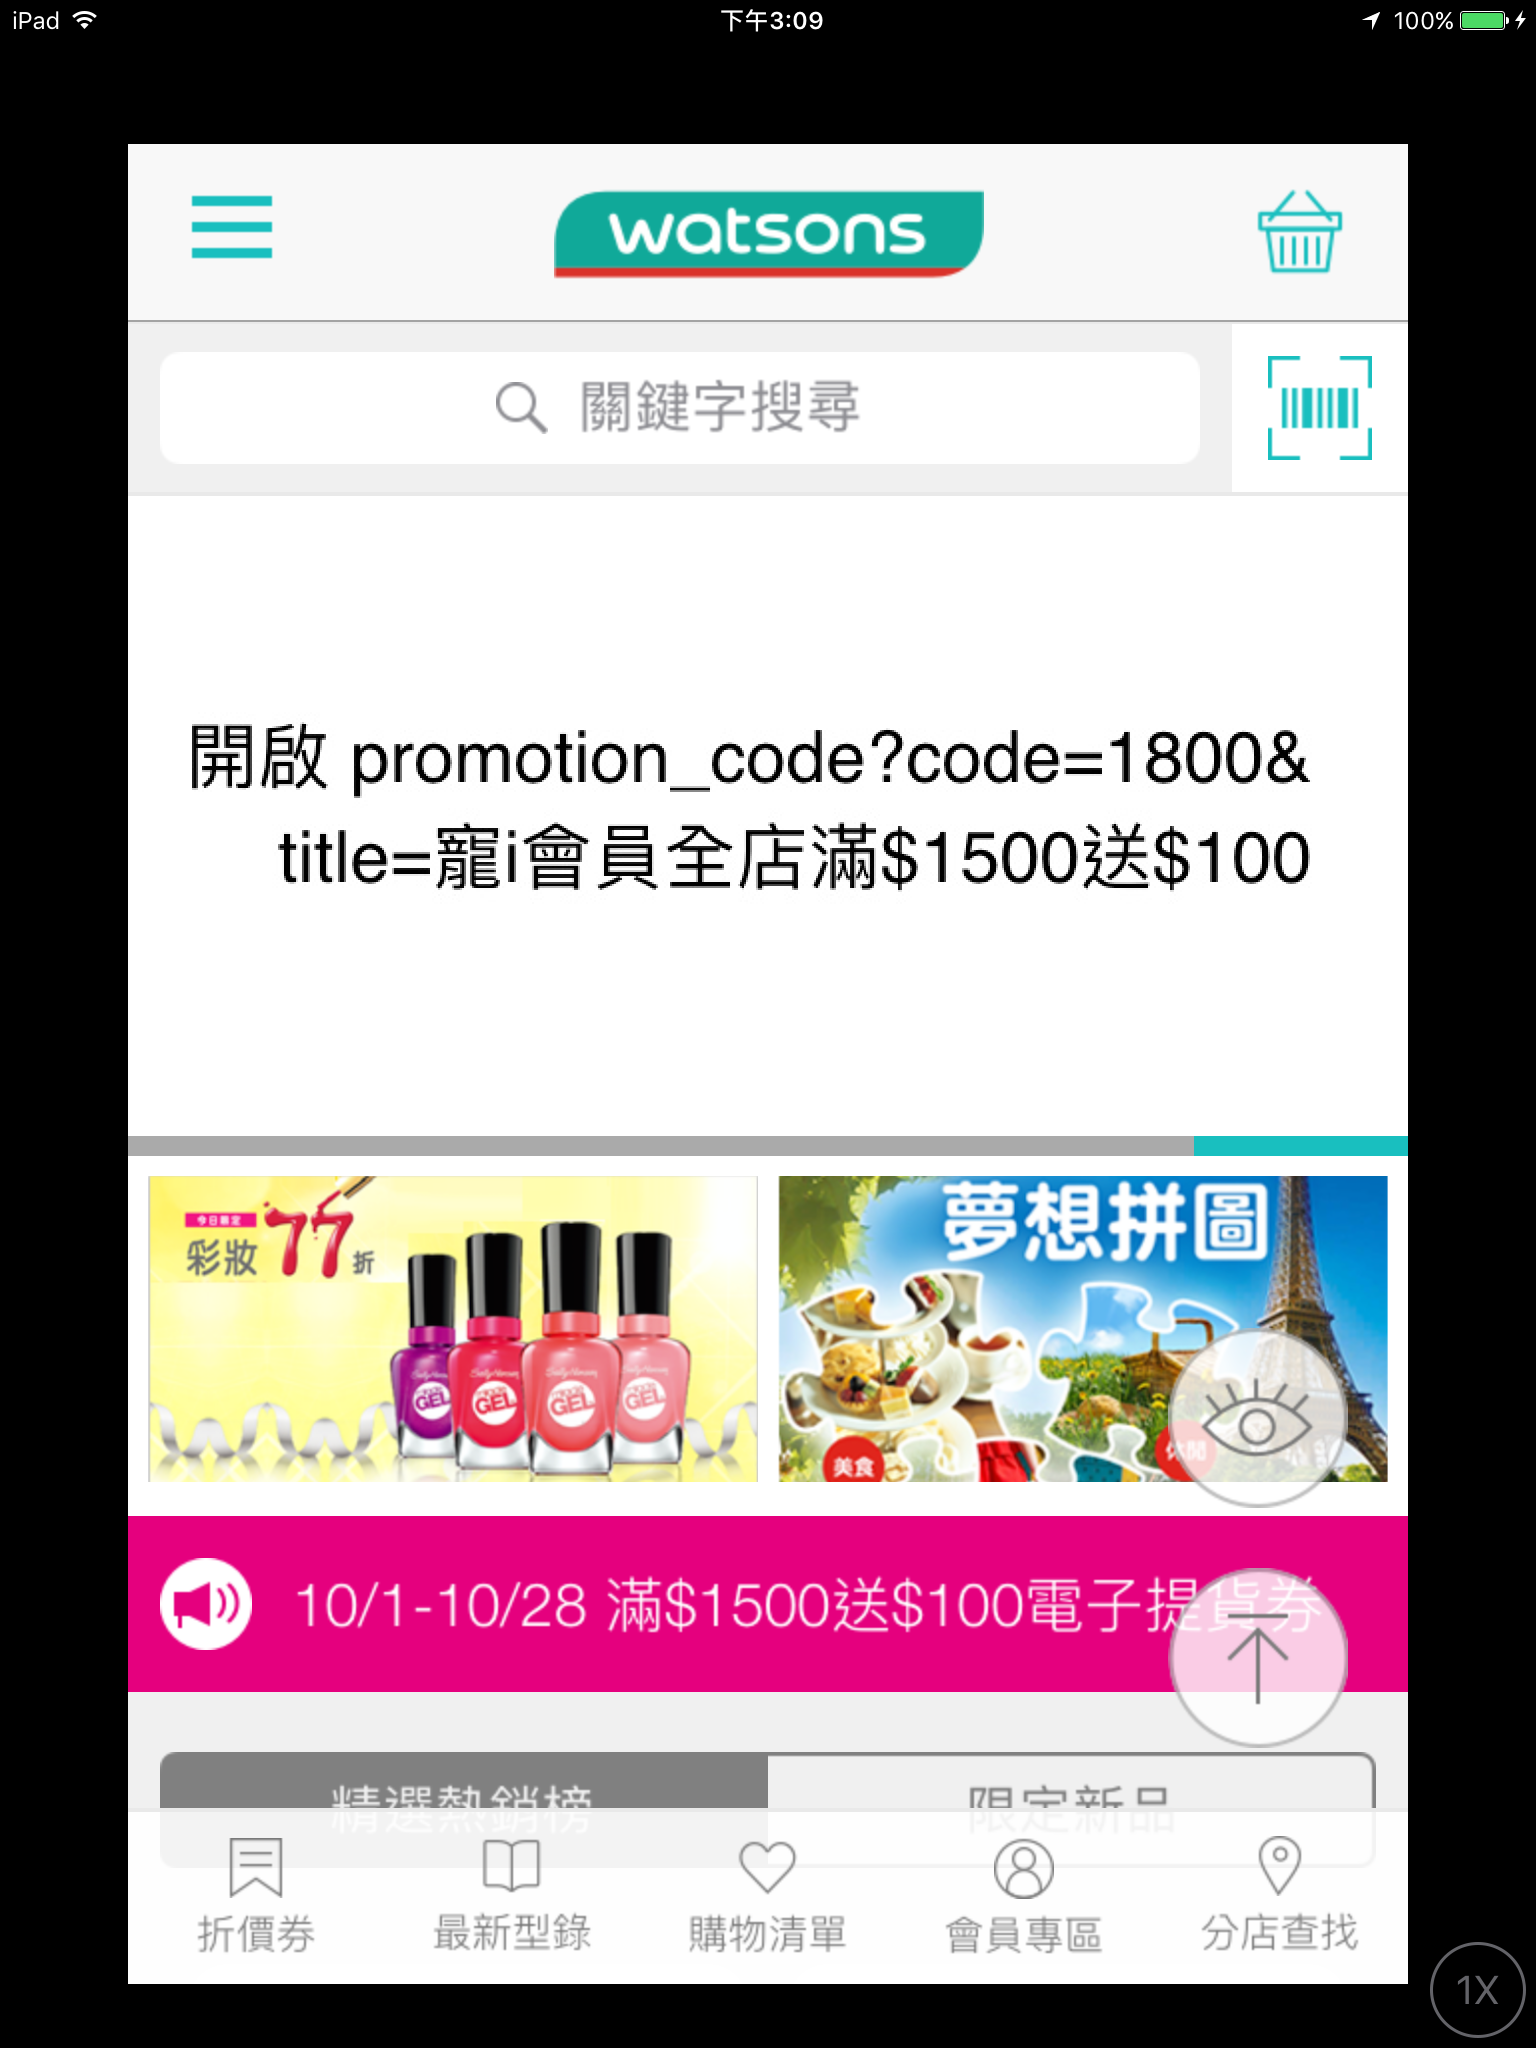 iPad 下午3:09 100%
watsons
關鍵字搜尋
開啟 promotion_code?code=1800&
title=寵i會員全店滿$1500送$100
今日限定
彩妝 77折
夢想拼圖
Sally Hansen
GEL GEL GEL GEL
美食 休閒
10/1-10/28 滿$1500送$100電子提貨券
精選熱銷榜 限定新品
折價券 最新型錄 購物清單 會員專區 分店查找
1X